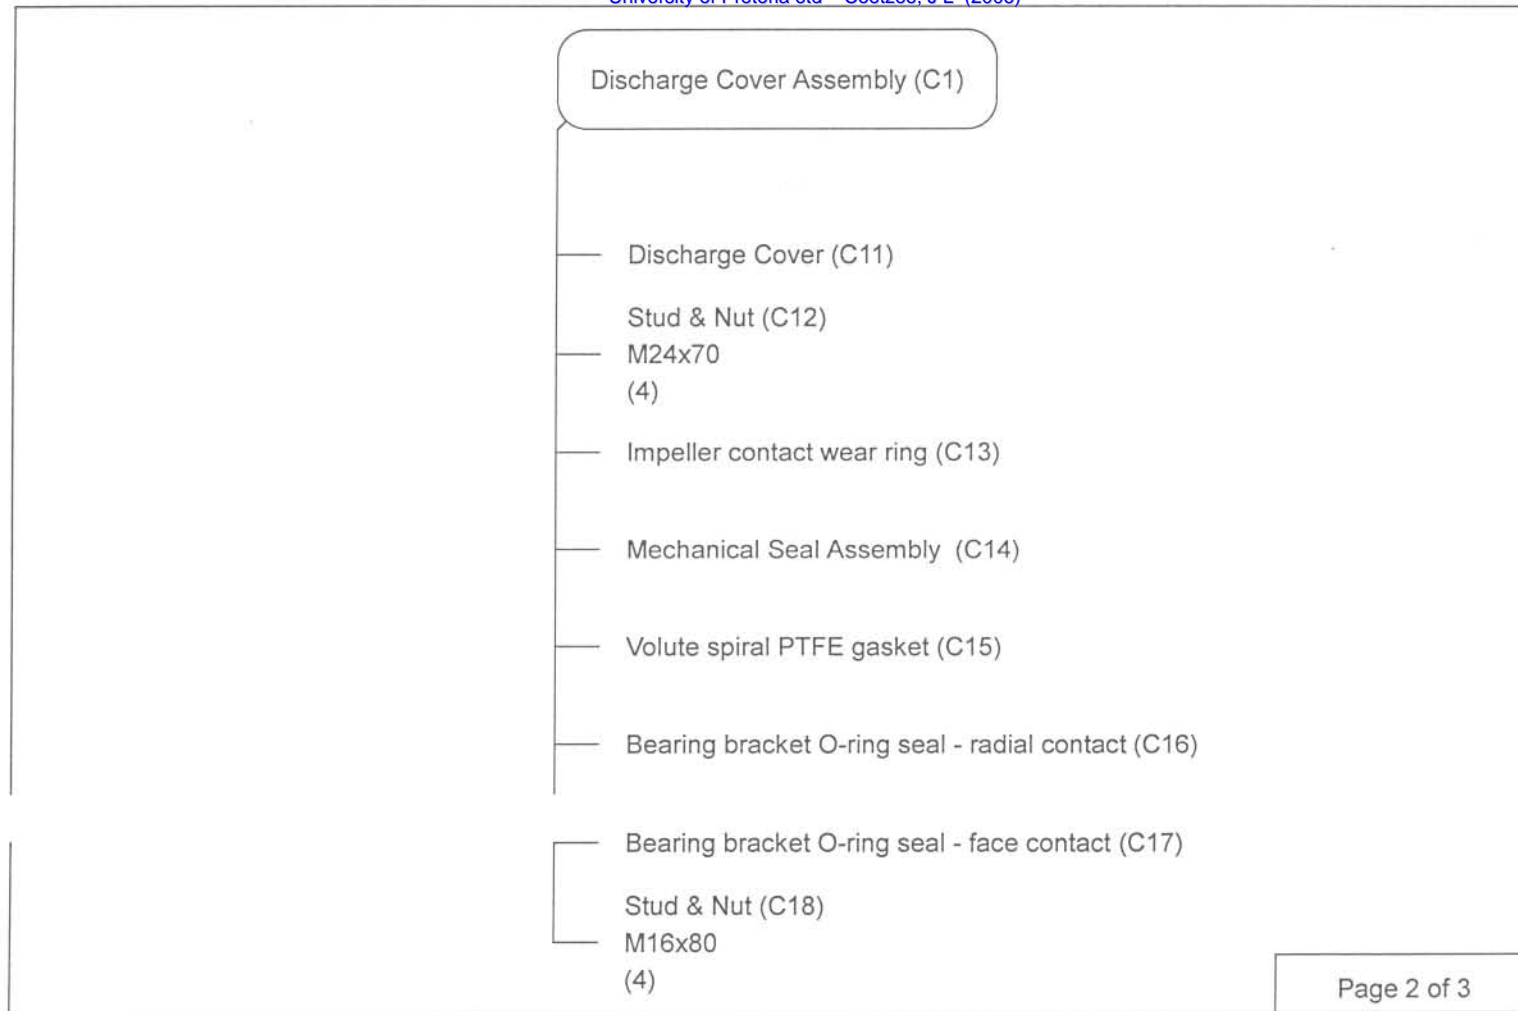 Discharge Cover Assembly (C1)
Discharge Cover (C11)
Stud & Nut (C12)
M24x70
(4)
Impeller contact wear ring (C13)
Mechanical Seal Assembly (C14)
Volute spiral PTFE gasket (C15)
Bearing bracket O-ring seal - radial contact (C16)
Bearing bracket O-ring seal - face contact (C17)
Stud & Nut (C18)
M16x80
(4)
Page 2 of 3